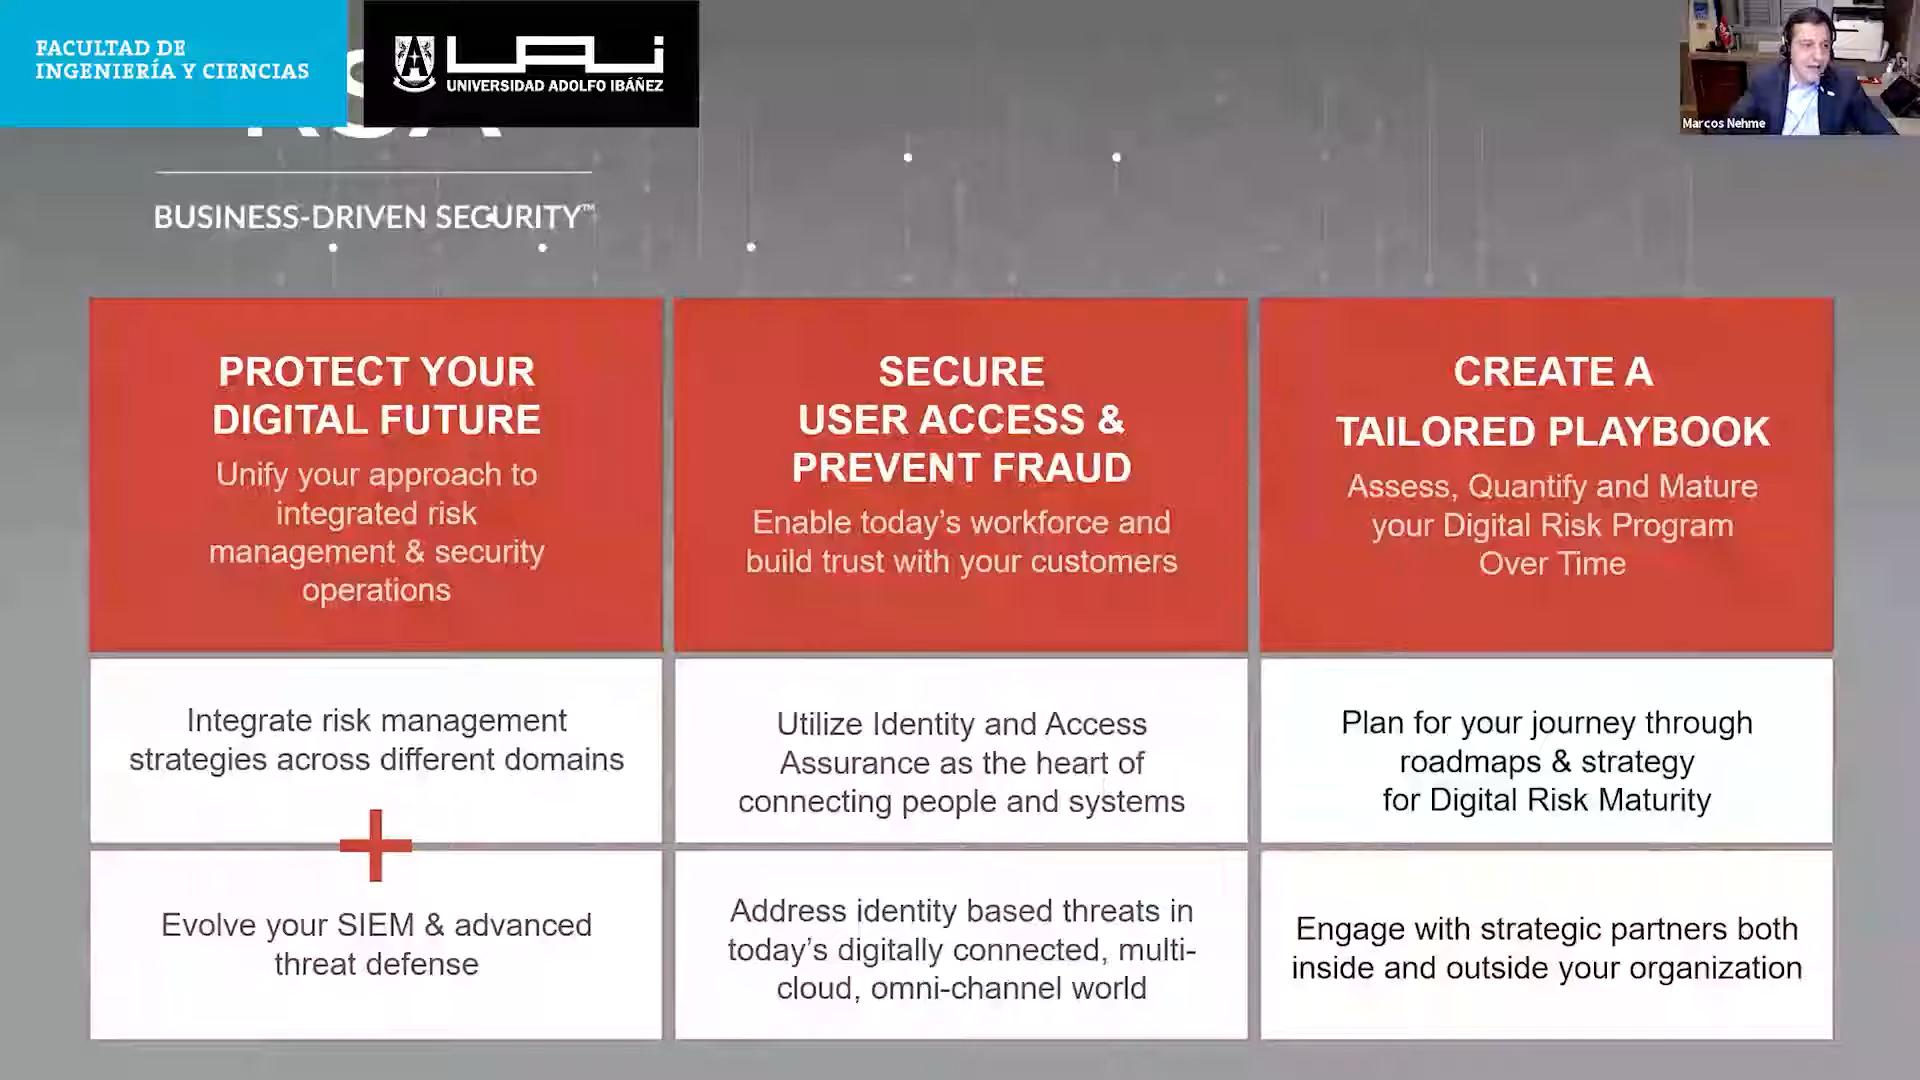 FACULTAD DE
INGENIERÍA Y CIENCIAS
UNIVERSIDAD ADOLFO IBÁÑEZ
Marcos Nehme
RSA
BUSINESS-DRIVEN SECURITY™
PROTECT YOUR
DIGITAL FUTURE
Unify your approach to
integrated risk
management & security
operations
Integrate risk management
strategies across different domains
+
Evolve your SIEM & advanced
threat defense
SECURE
USER ACCESS &
PREVENT FRAUD
Enable today’s workforce and
build trust with your customers
Utilize Identity and Access
Assurance as the heart of
connecting people and systems
Address identity based threats in
today’s digitally connected, multi-
cloud, omni-channel world
CREATE A
TAILORED PLAYBOOK
Assess, Quantify and Mature
your Digital Risk Program
Over Time
Plan for your journey through
roadmaps & strategy
for Digital Risk Maturity
Engage with strategic partners both
inside and outside your organization